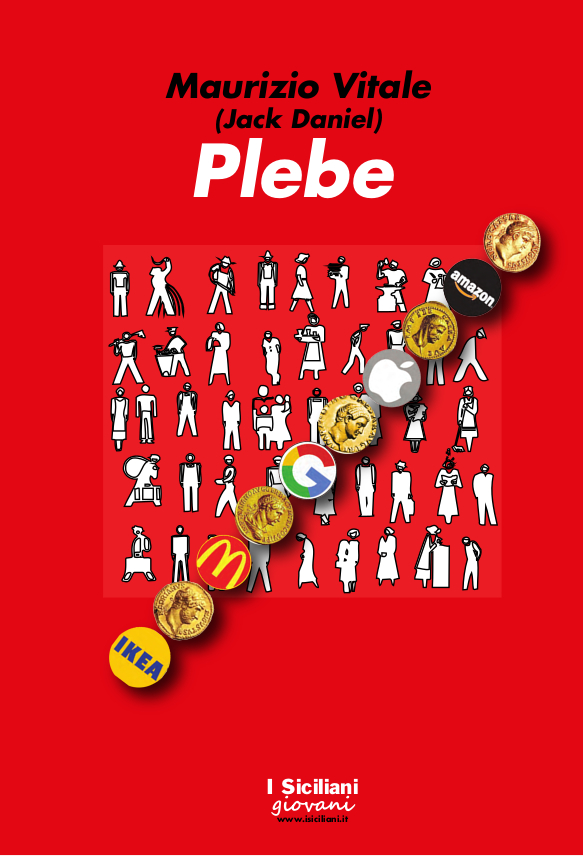 Maurizio Vitale
(Jack Daniel)
Plebe
amazon
IKEA
I Siciliani
giovani
www.isiciliani.it